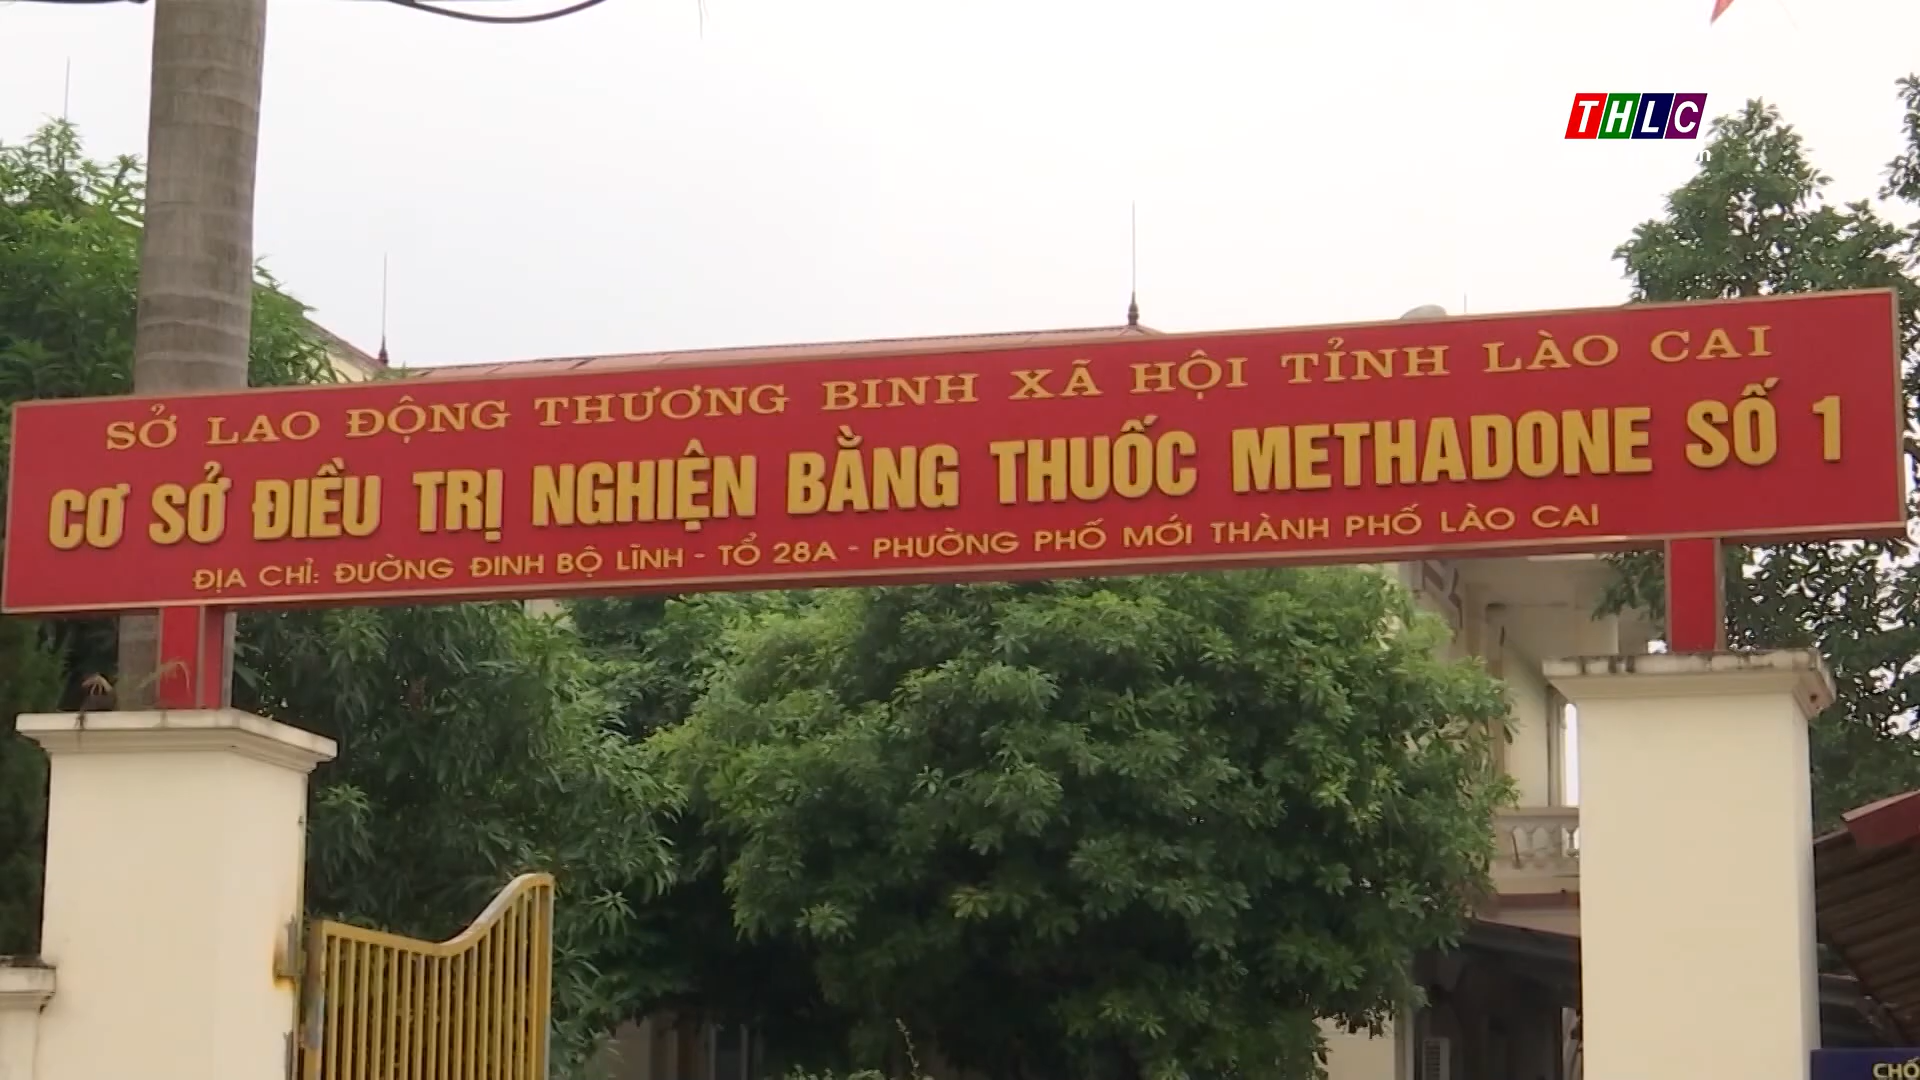 THLC
SỞ LAO ĐỘNG THƯƠNG BINH XÃ HỘI TỈNH LÀO CAI
CƠ SỞ ĐIỀU TRỊ NGHIỆN BẰNG THUỐC METHADONE SỐ 1
ĐỊA CHỈ: ĐƯỜNG ĐINH BỘ LĨNH - TỔ 28A - PHƯỜNG PHỐ MỚI THÀNH PHỐ LÀO CAI